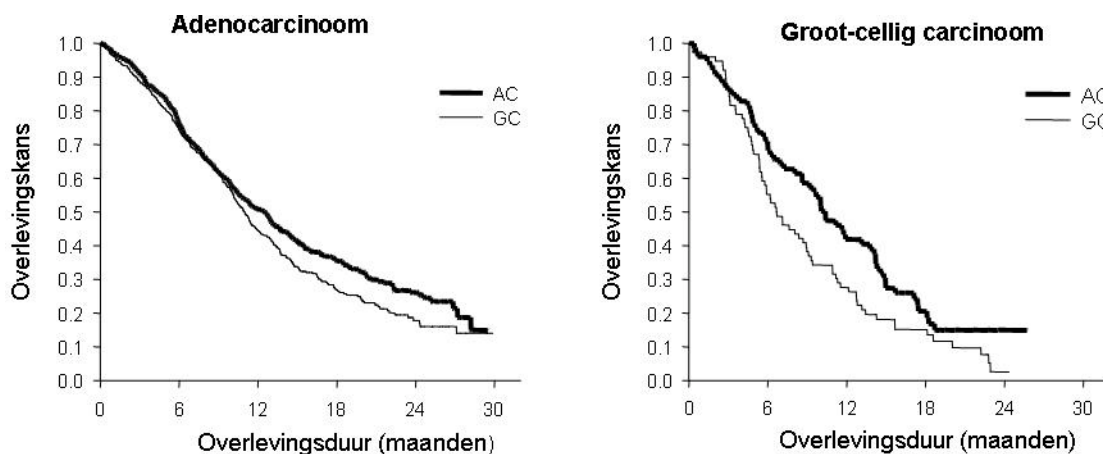 Adenocarcinoom
1.0
0.9
0.8
0.7
0.6
0.5
0.4
0.3
0.2
0.1
0.0
Overlevingskans
AC
GC
0 6 12 18 24 30
Overlevingsduur (maanden)
Groot-cellig carcinoom
1.0
0.9
0.8
0.7
0.6
0.5
0.4
0.3
0.2
0.1
0.0
Overlevingskans
AC
GC
0 6 12 18 24 30
Overlevingsduur (maanden)